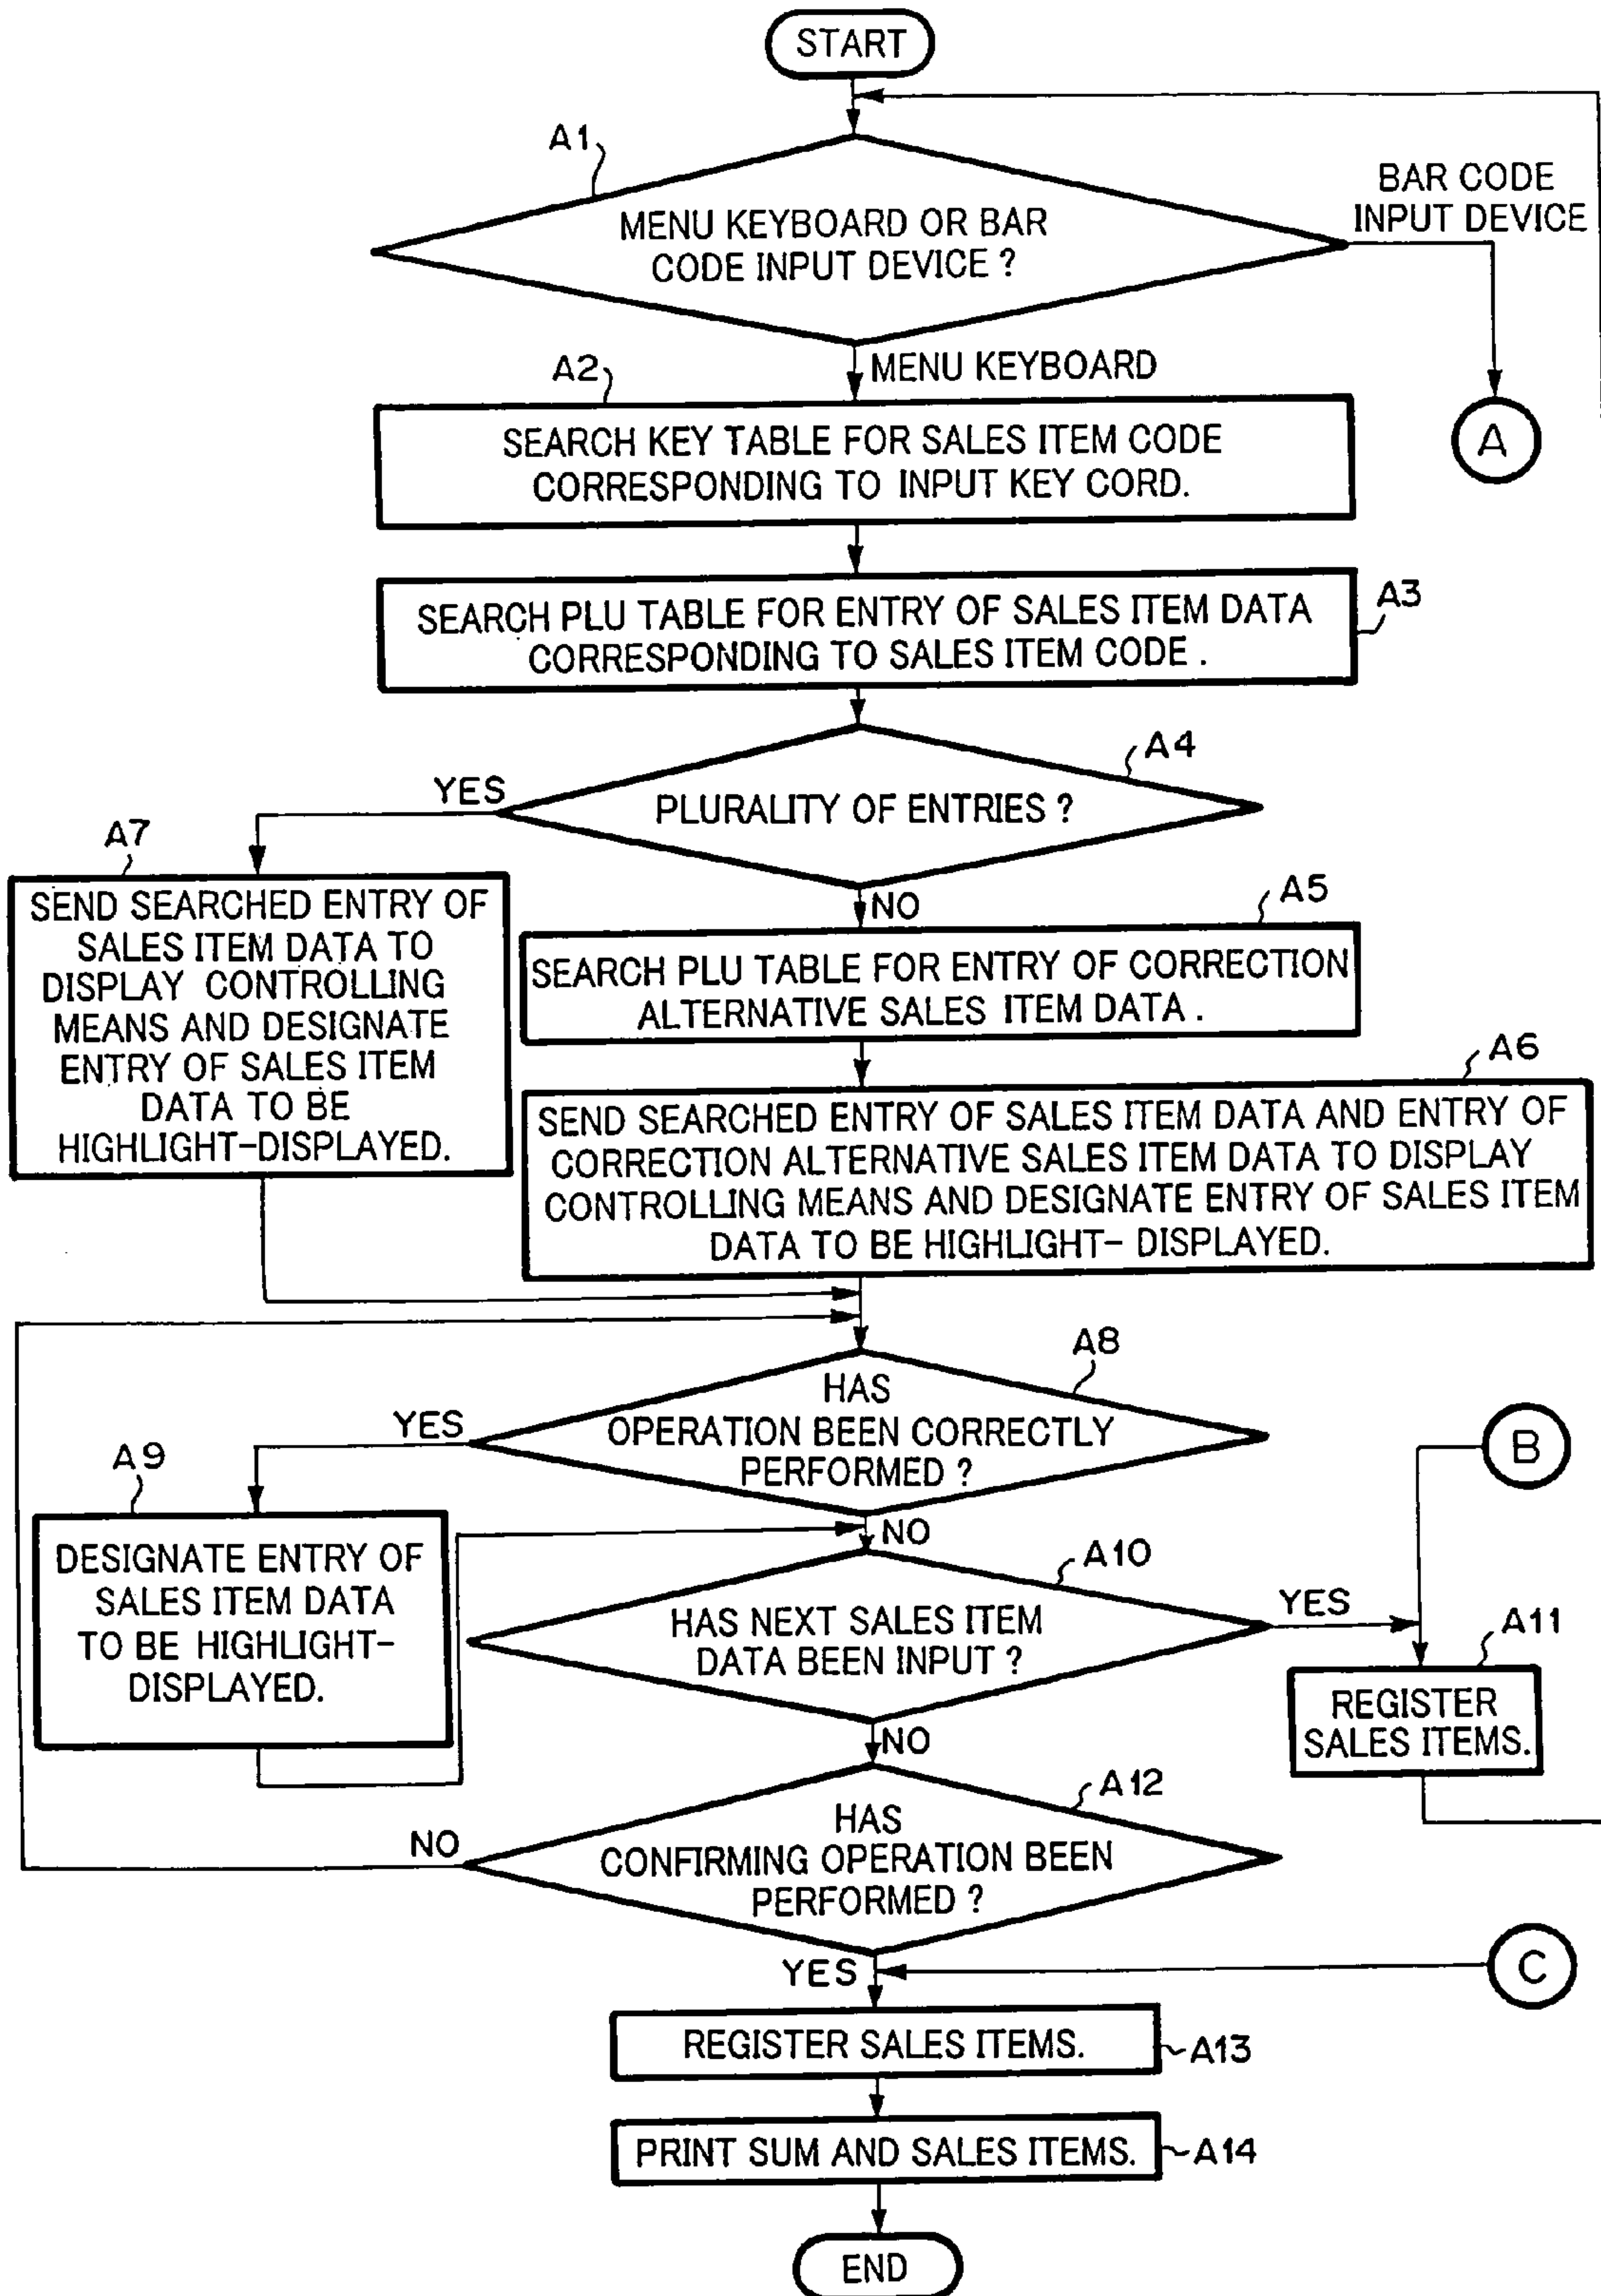 START
A1
MENU KEYBOARD OR BAR
CODE INPUT DEVICE ?
BAR CODE
INPUT DEVICE
A
MENU KEYBOARD
A2
SEARCH KEY TABLE FOR SALES ITEM CODE
CORRESPONDING TO INPUT KEY CORD.
A3
SEARCH PLU TABLE FOR ENTRY OF SALES ITEM DATA
CORRESPONDING TO SALES ITEM CODE .
A4
PLURALITY OF ENTRIES ?
YES
NO
A7
SEND SEARCHED ENTRY OF
SALES ITEM DATA TO
DISPLAY CONTROLLING
MEANS AND DESIGNATE
ENTRY OF SALES ITEM
DATA TO BE
HIGHLIGHT-DISPLAYED.
A5
SEARCH PLU TABLE FOR ENTRY OF CORRECTION
ALTERNATIVE SALES ITEM DATA .
A6
SEND SEARCHED ENTRY OF SALES ITEM DATA AND ENTRY OF
CORRECTION ALTERNATIVE SALES ITEM DATA TO DISPLAY
CONTROLLING MEANS AND DESIGNATE ENTRY OF SALES ITEM
DATA TO BE HIGHLIGHT- DISPLAYED.
A8
HAS
OPERATION BEEN CORRECTLY
PERFORMED ?
YES
NO
A9
DESIGNATE ENTRY OF
SALES ITEM DATA
TO BE HIGHLIGHT-
DISPLAYED.
B
A10
HAS NEXT SALES ITEM
DATA BEEN INPUT ?
YES
NO
A11
REGISTER
SALES ITEMS.
A12
HAS
CONFIRMING OPERATION BEEN
PERFORMED ?
NO
YES
C
REGISTER SALES ITEMS.
A13
PRINT SUM AND SALES ITEMS.
A14
END